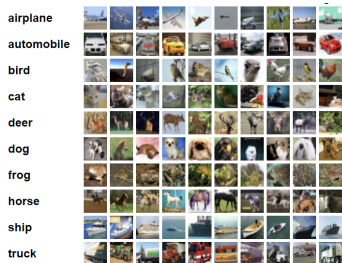 airplane
automobile
bird
cat
deer
dog
frog
horse
ship
truck